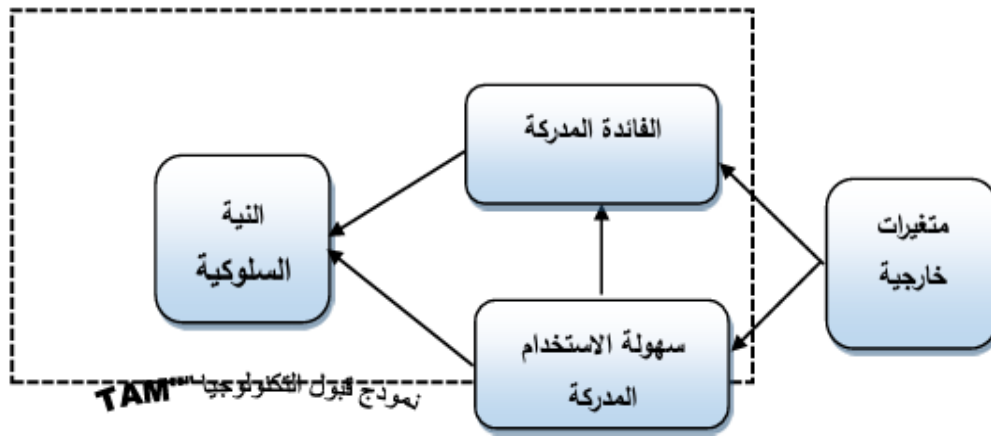 الفائدة المدركة
متغيرات
خارجية
النية
السلوكية
سهولة الاستخدام
المدركة
نموذج قبول التكنولوجيا TAM